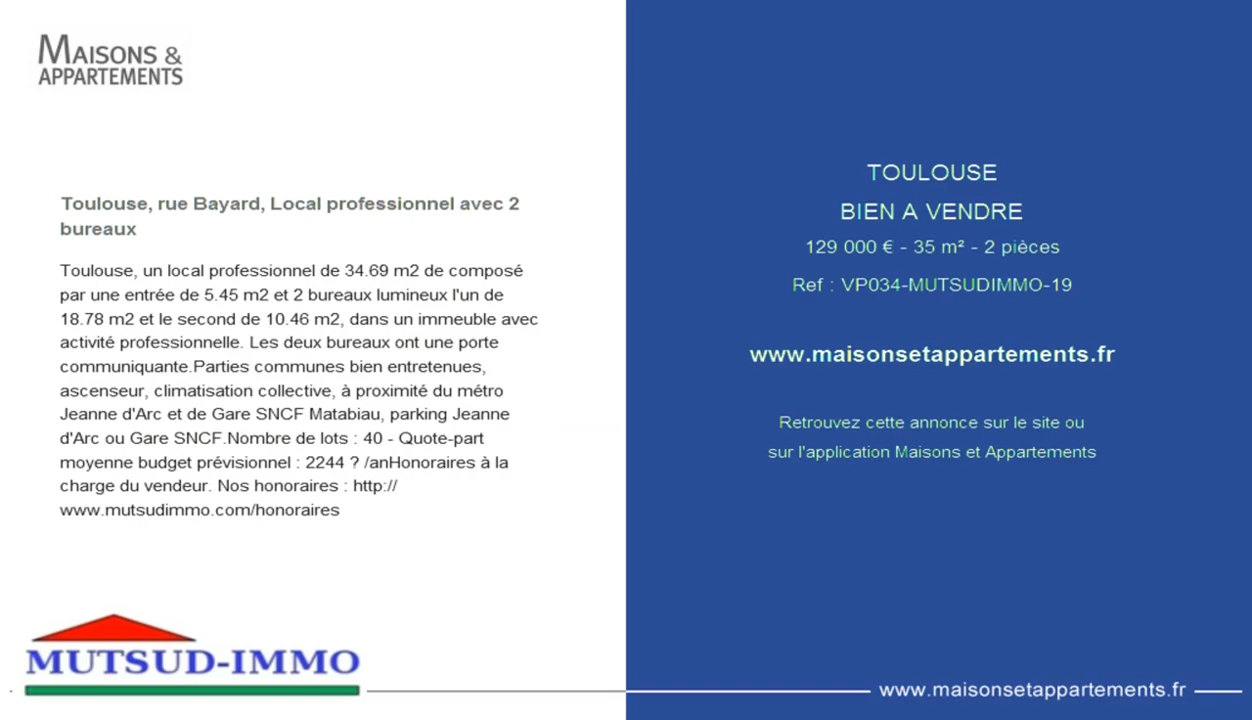 MAISONS &
APPARTEMENTS
Toulouse, rue Bayard, Local professionnel avec 2
bureaux
Toulouse, un local professionnel de 34.69 m2 de composé
par une entrée de 5.45 m2 et 2 bureaux lumineux l'un de
18.78 m2 et le second de 10.46 m2, dans un immeuble avec
activité professionnelle. Les deux bureaux ont une porte
communiquante.Parties communes bien entretenues,
ascenseur, climatisation collective, à proximité du métro
Jeanne d'Arc et de Gare SNCF Matabiau, parking Jeanne
d'Arc ou Gare SNCF.Nombre de lots : 40 - Quote-part
moyenne budget prévisionnel : 2244 ? /anHonoraires à la
charge du vendeur. Nos honoraires : http://
www.mutsudimmo.com/honoraires
MUTSUD-IMMO
TOULOUSE
BIEN A VENDRE
129 000 € - 35 m² - 2 pièces
Ref : VP034-MUTSUDIMMO-19
www.maisonsetappartements.fr
Retrouvez cette annonce sur le site ou
sur l'application Maisons et Appartements
www.maisonsetappartements.fr